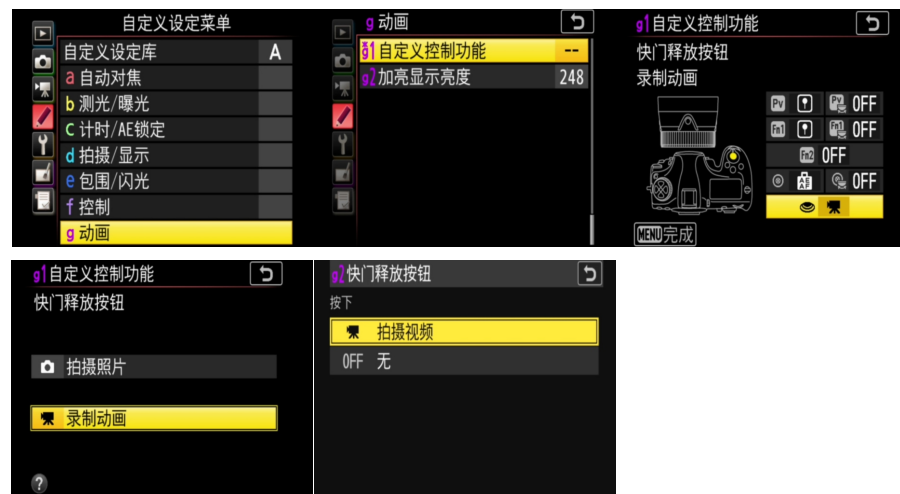 自定义设定菜单
自定义设定库 A
a 自动对焦
b 测光/曝光
c 计时/AE锁定
d 拍摄/显示
e 包围/闪光
f 控制
g 动画
g 动画
g1 自定义控制功能 --
g2 加亮显示亮度 248
g1 自定义控制功能
快门释放按钮
录制动画
Pv Pv OFF
Fn1 Fn1 OFF
Fn2 OFF
AE OFF
MENU 完成
g1 自定义控制功能
快门释放按钮
拍摄照片
录制动画
?
g2 快门释放按钮
按下
拍摄视频
OFF 无